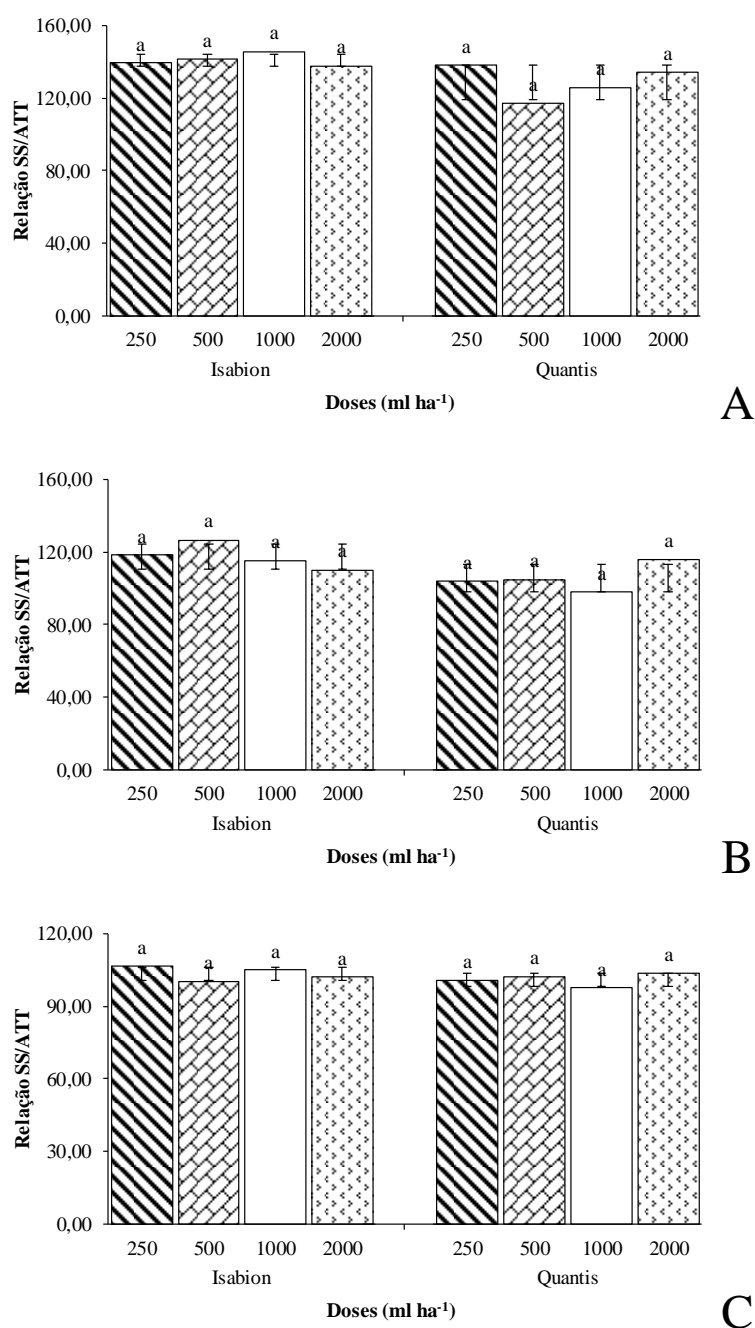 160,00
120,00
80,00
40,00
0,00
Relação SS/ATT
a a a a a a a a
250 500 1000 2000 250 500 1000 2000
Isabion Quantis
Doses (ml ha-1)
A
160,00
120,00
80,00
40,00
0,00
Relação SS/ATT
a a a a a a a a
250 500 1000 2000 250 500 1000 2000
Isabion Quantis
Doses (ml ha-1)
B
120,00
90,00
60,00
30,00
0,00
Relação SS/ATT
a a a a a a a a
250 500 1000 2000 250 500 1000 2000
Isabion Quantis
Doses (ml ha-1)
C